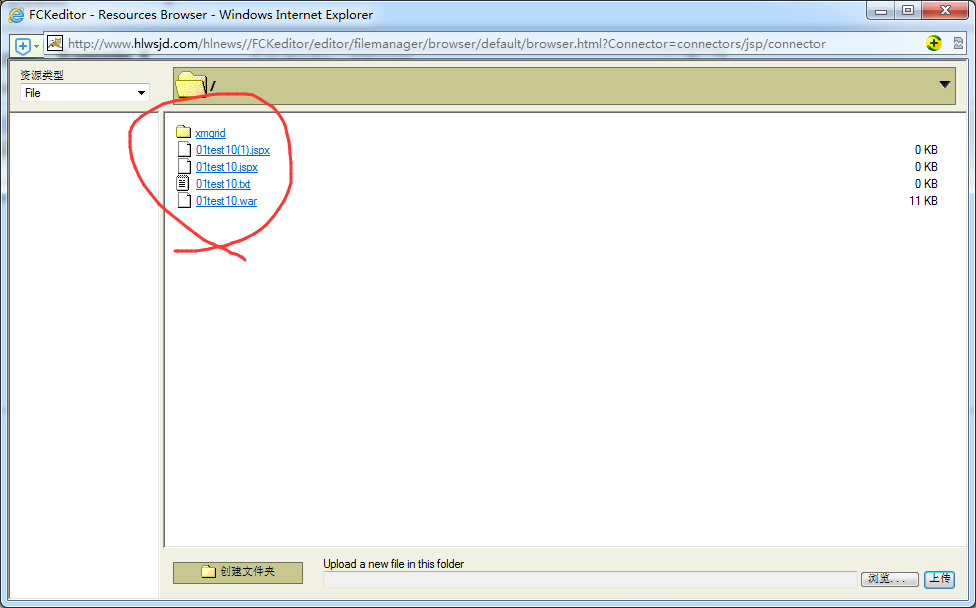 FCKeditor - Resources Browser - Windows Internet Explorer
http://www.hlwsjd.com/hlnews//FCKeditor/editor/filemanager/browser/default/browser.html?Connector=connectors/jsp/connector
资源类型
File
/
xmqrid
01test10(1).jspx 0 KB
01test10.jspx 0 KB
01test10.txt 0 KB
01test10.war 11 KB
创建文件夹
Upload a new file in this folder
浏览...
上传